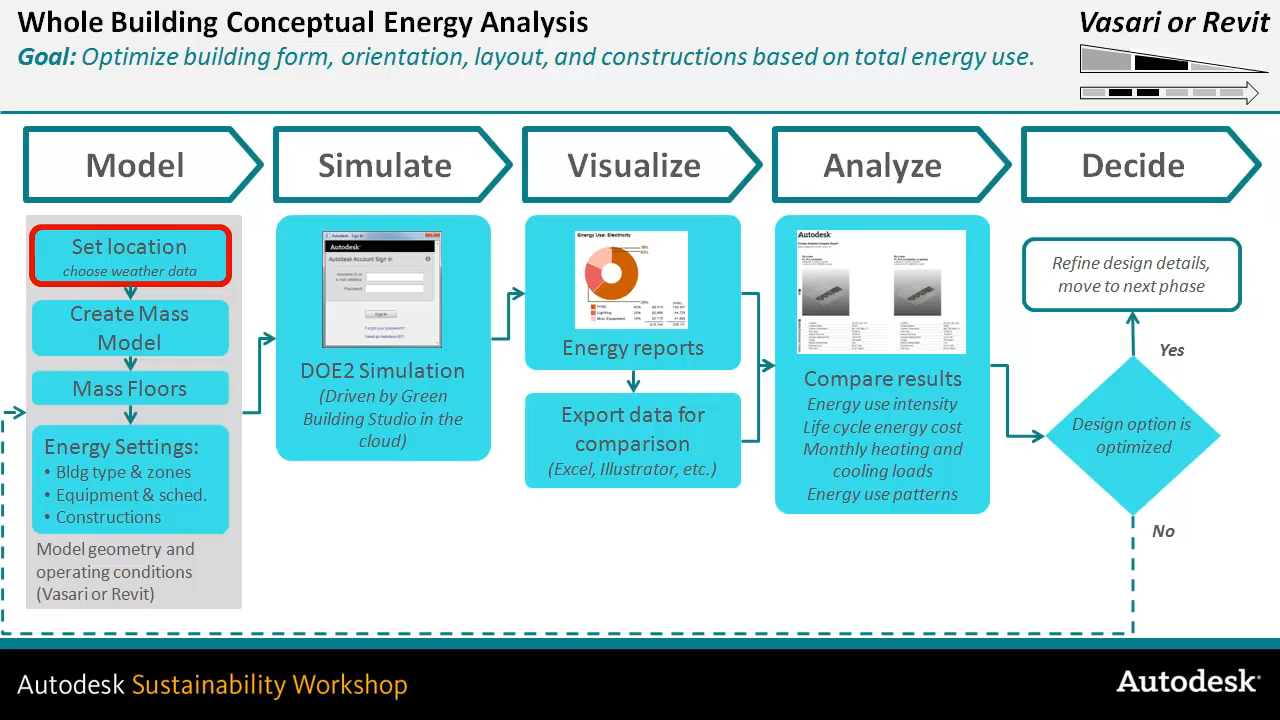 Whole Building Conceptual Energy Analysis
Vasari or Revit
Goal: Optimize building form, orientation, layout, and constructions based on total energy use.
Model
Simulate
Visualize
Analyze
Decide
Set location
choose weather data
Create Mass
Model
Mass Floors
Energy Settings:
• Bldg type & zones
• Equipment & sched.
• Constructions
Model geometry and
operating conditions
(Vasari or Revit)
Autodesk
Autodesk Account Sign In
Password
Sign in
DOE2 Simulation
(Driven by Green
Building Studio in the
cloud)
Energy Use: Electricity
HVAC
Lighting
Misc Equipment
Energy reports
Export data for
comparison
(Excel, Illustrator, etc.)
Autodesk
Compare results
Energy use intensity
Life cycle energy cost
Monthly heating and
cooling loads
Energy use patterns
Refine design details,
move to next phase
Yes
Design option is
optimized
No
Autodesk Sustainability Workshop
Autodesk